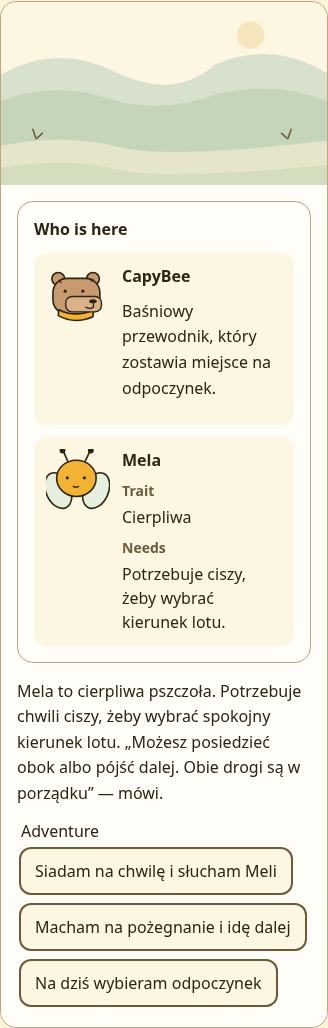 Who is here
CapyBee
Baśniowy
przewodnik, który
zostawia miejsce na
odpoczynek.
Mela
Trait
Cierpliwa
Needs
Potrzebuje ciszy,
żeby wybrać
kierunek lotu.
Mela to cierpliwa pszczoła. Potrzebuje
chwili ciszy, żeby wybrać spokojny
kierunek lotu. „Możesz posiedzieć
obok albo pójść dalej. Obie drogi są w
porządku” — mówi.
Adventure
Siadam na chwilę i słucham Meli
Macham na pożegnanie i idę dalej
Na dziś wybieram odpoczynek